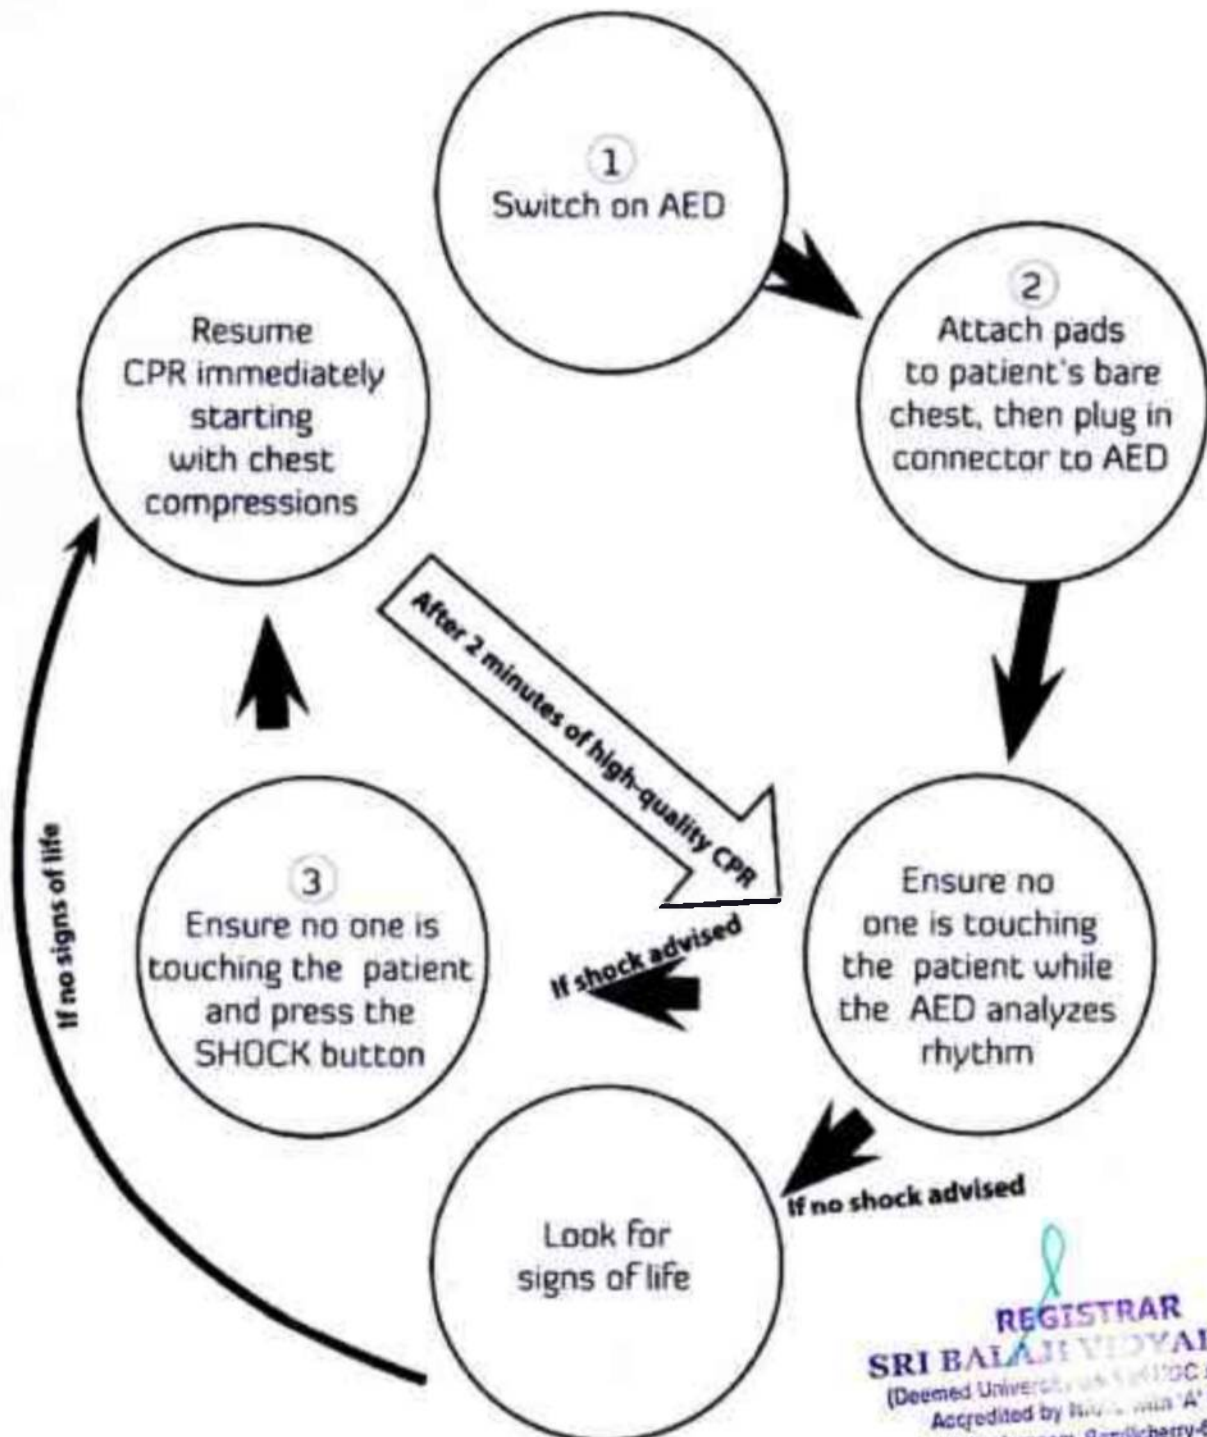 1
Switch on AED
2
Attach pads
to patient's bare
chest, then plug in
connector to AED
Ensure no
one is touching
the patient while
the AED analyzes
rhythm
If shock advised
3
Ensure no one is
touching the patient
and press the
SHOCK button
Resume
CPR immediately
starting
with chest
compressions
After 2 minutes of high-quality CPR
If no shock advised
Look for
signs of life
If no signs of life
REGISTRAR
SRI BALAJI
(Deemed
Accredited by